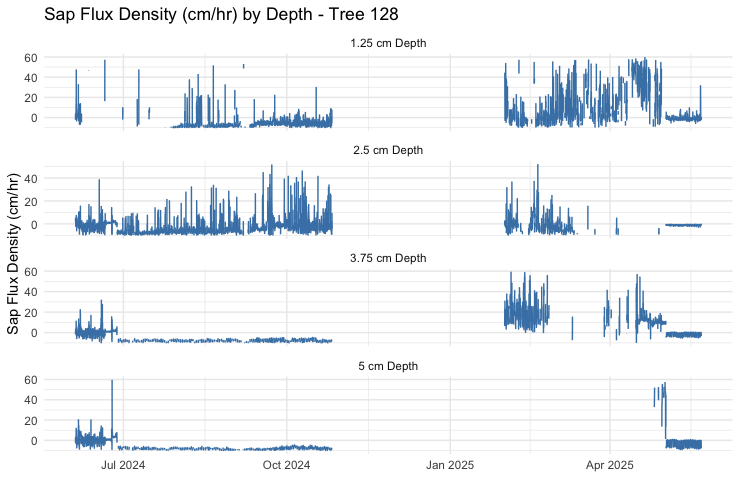 Sap Flux Density (cm/hr) by Depth - Tree 128
Sap Flux Density (cm/hr)
1.25 cm Depth
60
40
20
0
2.5 cm Depth
40
20
0
3.75 cm Depth
60
40
20
0
5 cm Depth
60
40
20
0
Jul 2024
Oct 2024
Jan 2025
Apr 2025